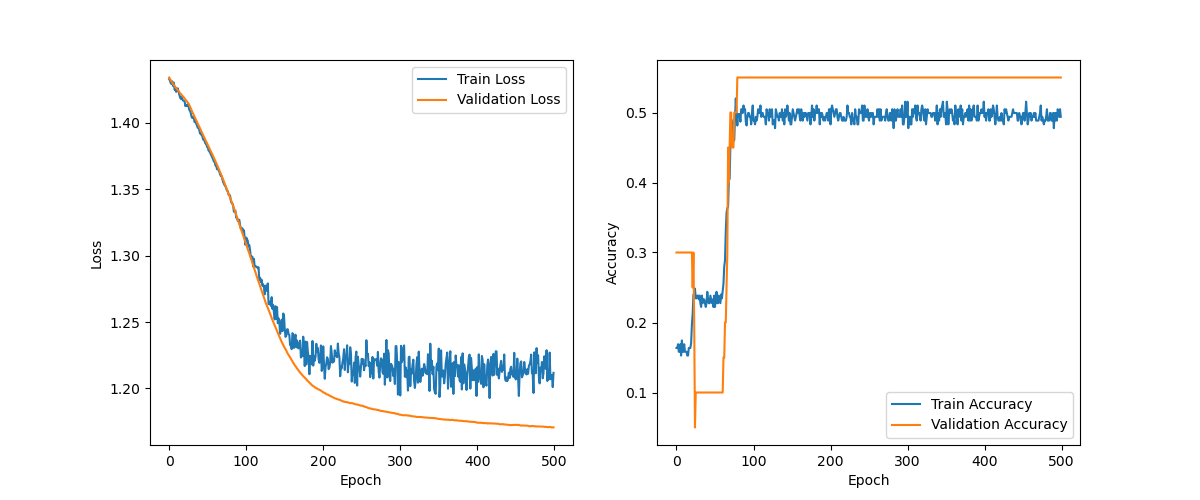 Train Loss
Validation Loss
1.40
1.35
1.30
1.25
1.20
Loss
0 100 200 300 400 500
Epoch
0.5
0.4
0.3
0.2
0.1
Accuracy
Train Accuracy
Validation Accuracy
0 100 200 300 400 500
Epoch